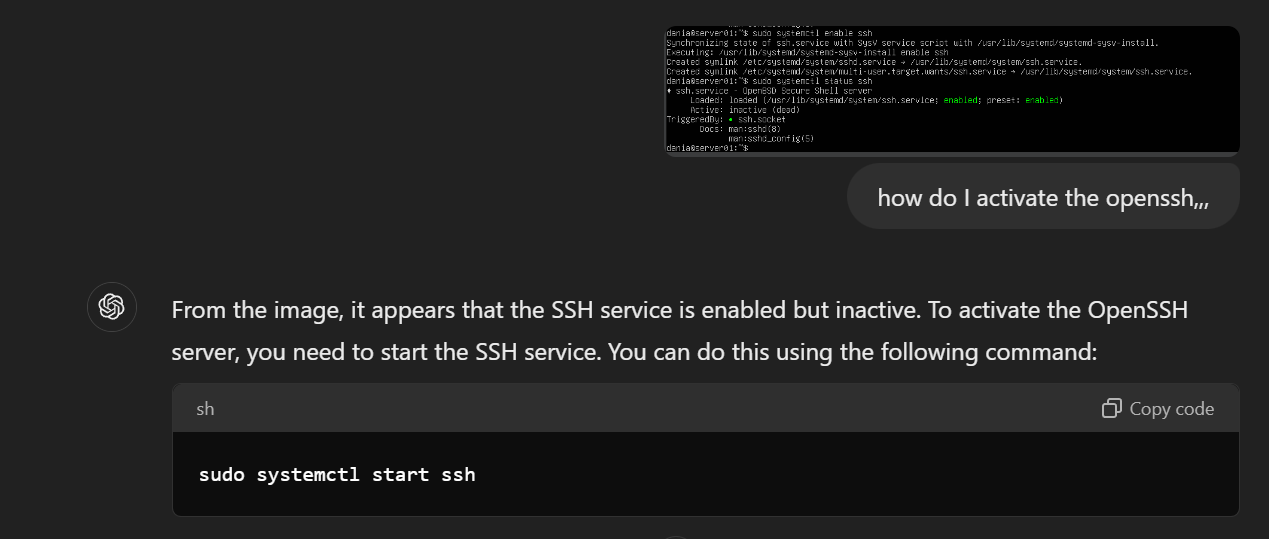 dania@server01:~$ sudo systemctl enable ssh
Synchronizing state of ssh.service with SysV service script with /usr/lib/systemd/systemd-sysv-install.
Executing: /usr/lib/systemd/systemd-sysv-install enable ssh
Created symlink /etc/systemd/system/sshd.service → /usr/lib/systemd/system/ssh.service.
Created symlink /etc/systemd/system/multi-user.target.wants/ssh.service → /usr/lib/systemd/system/ssh.service.
dania@server01:~$ sudo systemctl status ssh
ssh.service - OpenBSD Secure Shell server
Loaded: loaded (/usr/lib/systemd/system/ssh.service; enabled; preset: enabled)
Active: inactive (dead)
TriggeredBy: ● ssh.socket
Docs: man:sshd(8)
man:sshd_config(5)
dania@server01:~$
how do I activate the openssh,,,
From the image, it appears that the SSH service is enabled but inactive. To activate the OpenSSH
server, you need to start the SSH service. You can do this using the following command:
sh
Copy code
sudo systemctl start ssh